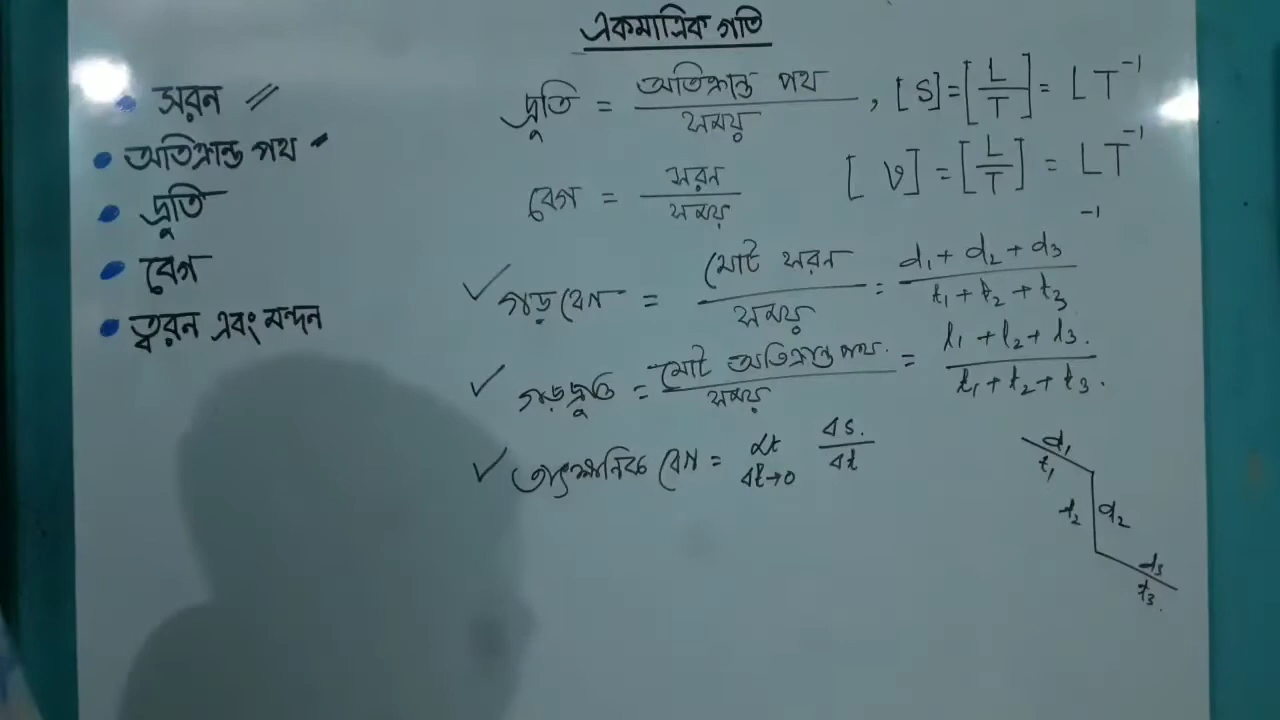 একমাত্রিক গতি
সরন //
অতিক্রান্ত পথ
দ্রুতি
বেগ
ত্বরন এবং মন্দন
দ্রুতি = অতিক্রান্ত পথ / সময় , [S] = [L/T] = LT⁻¹
বেগ = সরন / সময় [v] = [L/T] = LT⁻¹
-1
✓ গড় বেগ = মোট সরন / সময় = d₁ + d₂ + d₃ / t₁ + t₂ + t₃
✓ গড় দ্রুতি = মোট অতিক্রান্ত পথ. / সময় = l₁ + l₂ + l₃. / t₁ + t₂ + t₃.
✓ তাৎক্ষনিক বেগ = Lt Δt→0 Δs. / Δt
d₁
t₁
t₂ d₂
d₃
t₃.